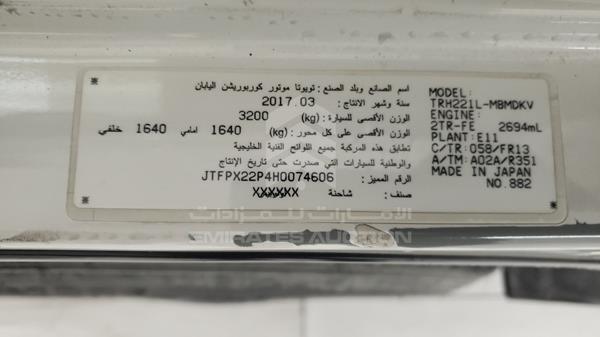 اسم الصانع وبلد الصنع: تويوتا موتور كوربوريشن اليابان
سنة وشهر الانتاج: 2017.03
الوزن الأقصى للسيارة: (kg) 3200
الوزن الأقصى على كل محور: (kg) 1640 امامي 1640 خلفي
تطابق هذه المركبة جميع اللوائح الفنية الخليجية
والوطنية للسيارات التي صدرت حتى تاريخ الإنتاج
الرقم المميز: JTFPX22P4H0074606
صنف: شاحنة XXXXXX
MODEL:
TRH221L-MBMDKV
ENGINE:
2TR-FE 2694mL
PLANT: E11
C/TR: 058/FR13
A/TM: A02A/R351
MADE IN JAPAN
NO.882
الإمارات للمزادات
EMIRATES AUCTION